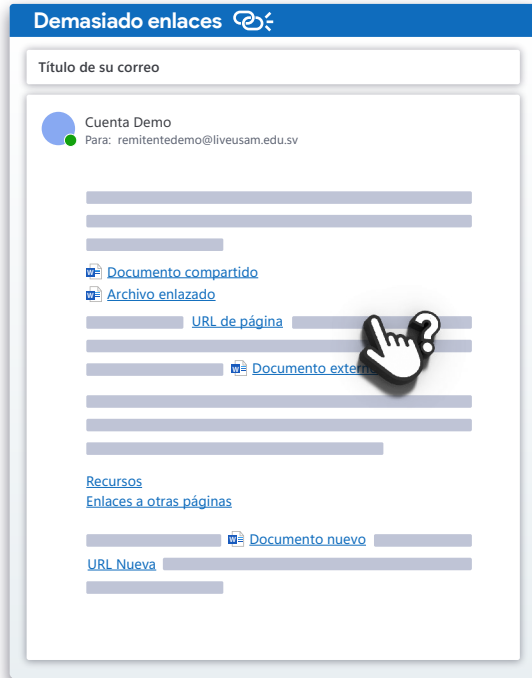 Demasiado enlaces
Título de su correo
Cuenta Demo
Para: remitentedemo@liveusam.edu.sv
Documento compartido
Archivo enlazado
URL de página
Documento extern
Recursos
Enlaces a otras páginas
Documento nuevo
URL Nueva